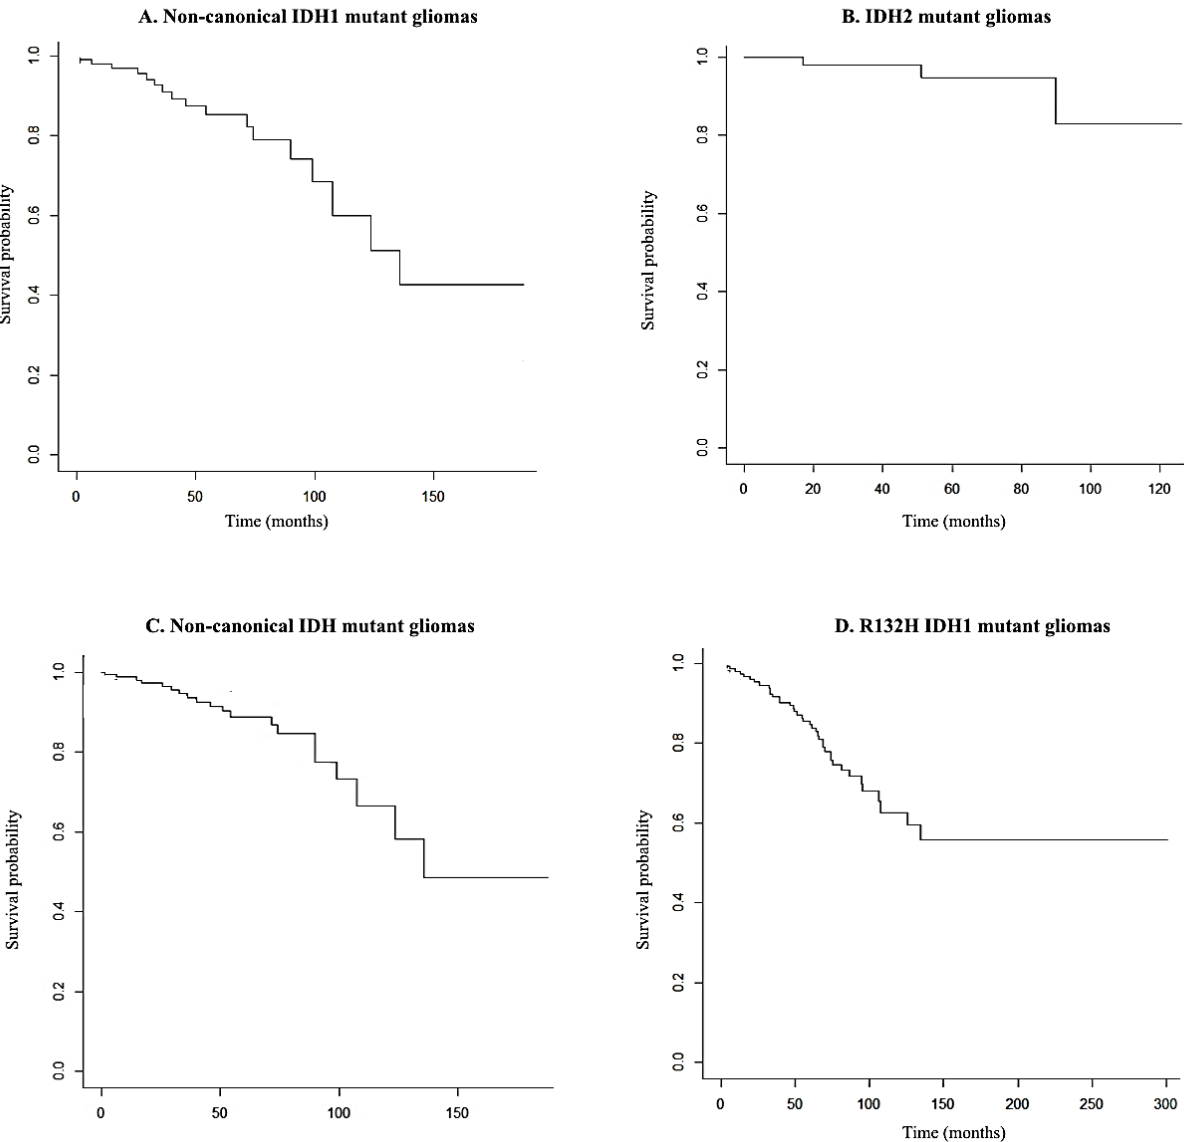 A. Non-canonical IDH1 mutant gliomas
Survival probability
1.0
0.8
0.6
0.4
0.2
0.0
0 50 100 150
Time (months)
B. IDH2 mutant gliomas
Survival probability
1.0
0.8
0.6
0.4
0.2
0.0
0 20 40 60 80 100 120
Time (months)
C. Non-canonical IDH mutant gliomas
Survival probability
1.0
0.8
0.6
0.4
0.2
0.0
0 50 100 150
D. R132H IDH1 mutant gliomas
Survival probability
1.0
0.8
0.6
0.4
0.2
0.0
0 50 100 150 200 250 300
Time (months)